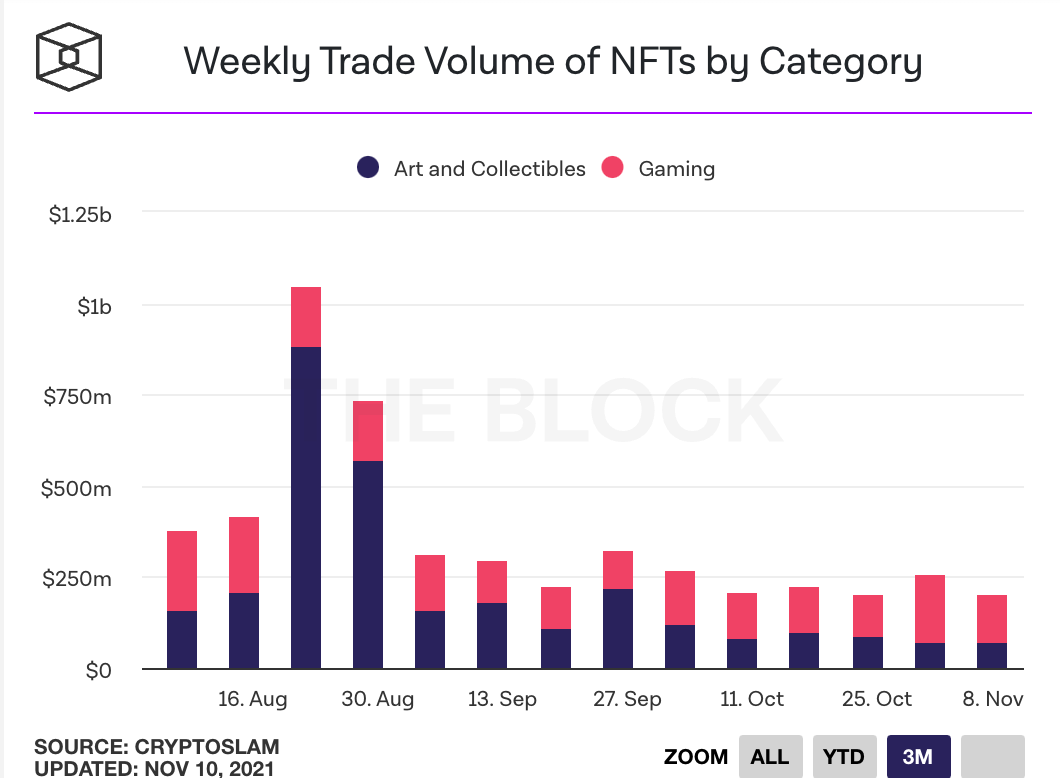 Weekly Trade Volume of NFTs by Category
Art and Collectibles Gaming
$1.25b
$1b
$750m
$500m
$250m
$0
THE BLOCK
16. Aug 30. Aug 13. Sep 27. Sep 11. Oct 25. Oct 8. Nov
SOURCE: CRYPTOSLAM
UPDATED: NOV 10, 2021
ZOOM ALL YTD 3M